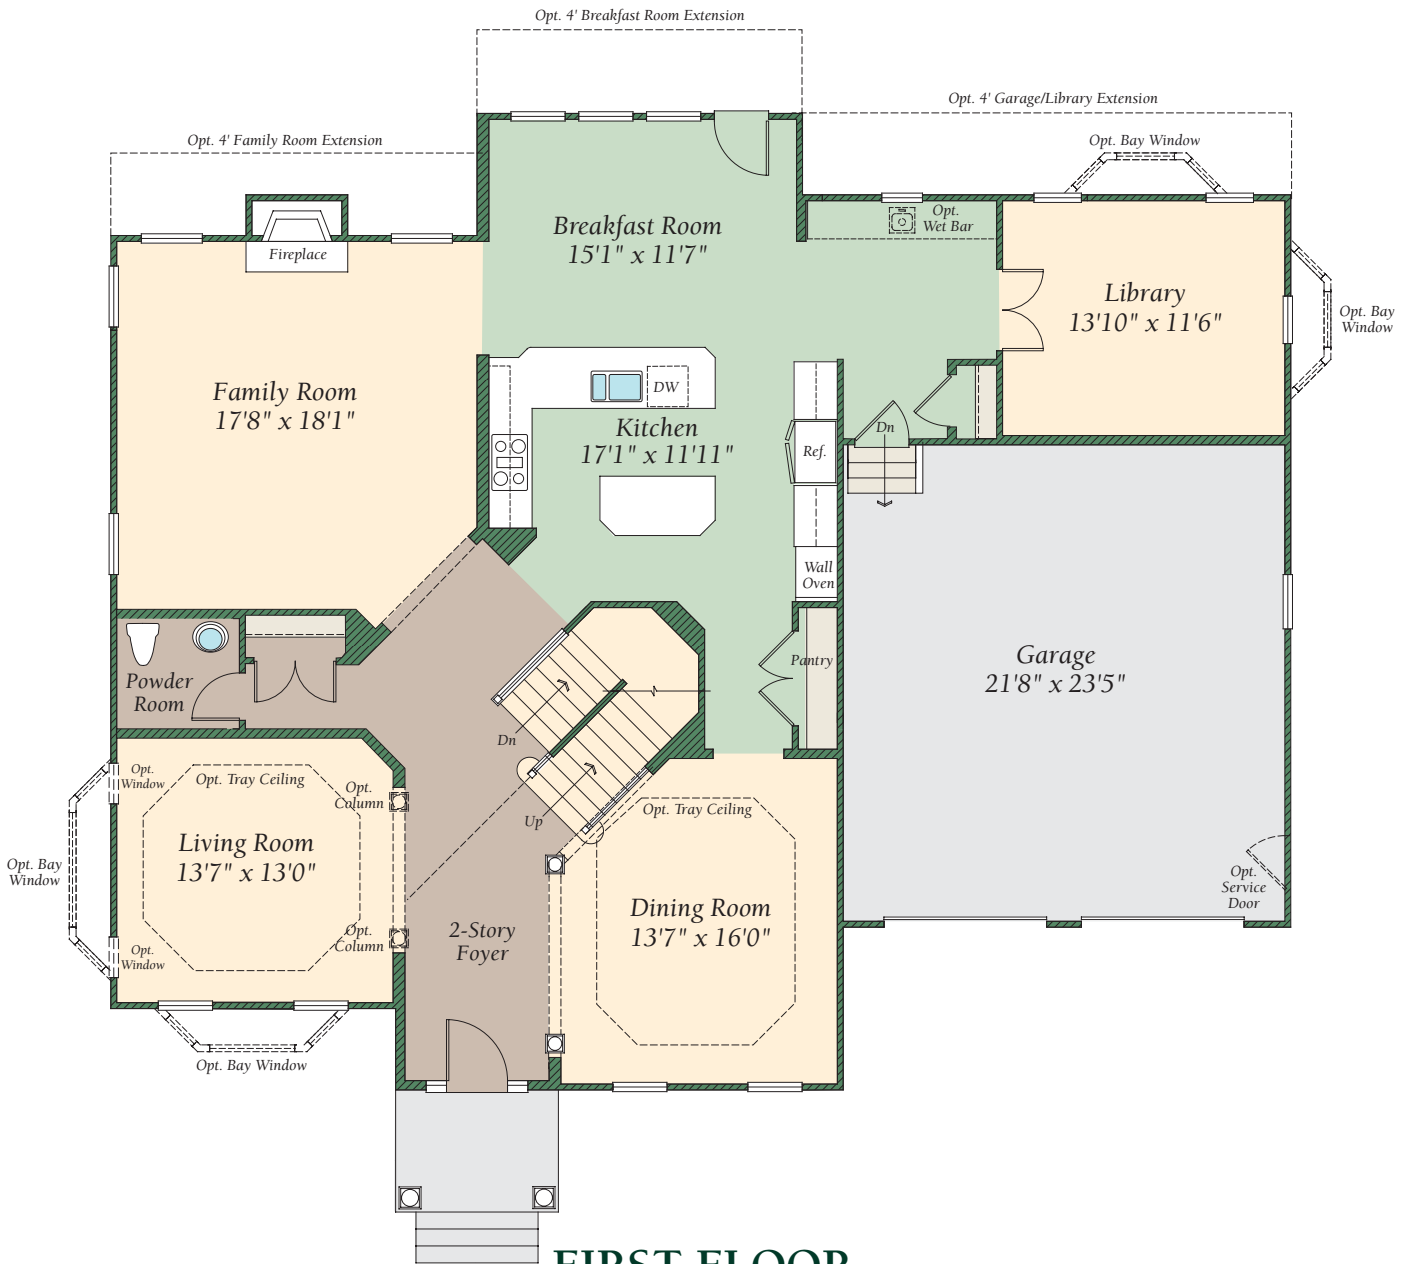 Opt. 4' Breakfast Room Extension
Opt. 4' Garage/Library Extension
Opt. 4' Family Room Extension
Opt. Bay Window
Breakfast Room
15'1" x 11'7"
Opt.
Wet Bar
Fireplace
Library
13'10" x 11'6"
Opt. Bay
Window
Family Room
17'8" x 18'1"
DW
Kitchen
17'1" x 11'11"
Ref.
Dn
Wall
Oven
Pantry
Garage
21'8" x 23'5"
Powder
Room
Dn
Up
Opt.
Window
Opt. Tray Ceiling
Opt.
Column
Opt. Tray Ceiling
Living Room
13'7" x 13'0"
Opt. Bay
Window
Opt.
Service
Door
Dining Room
13'7" x 16'0"
2-Story
Foyer
Opt.
Column
Opt.
Window
Opt. Bay Window
FIRST FLOOR